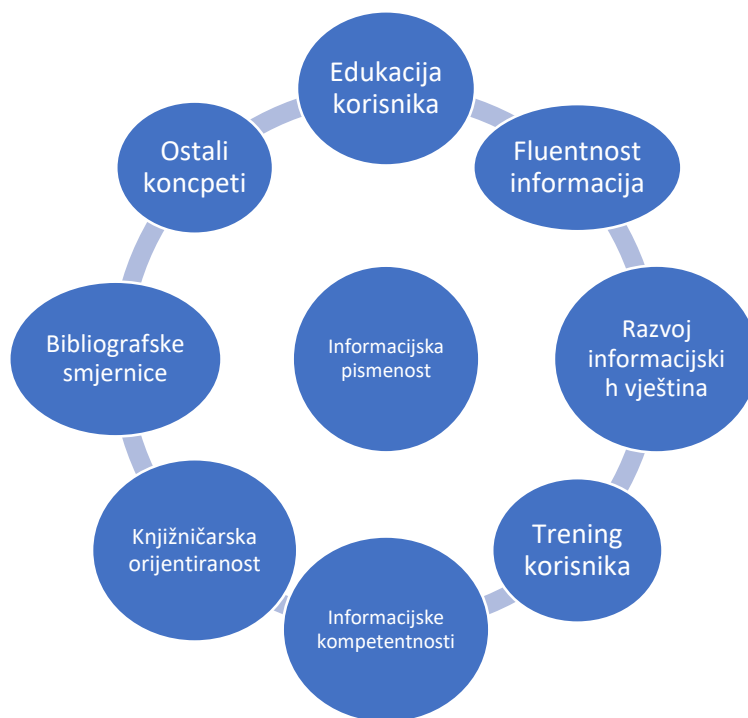 Edukacija
korisnika
Fluentnost
informacija
Razvoj
informacijski
h vještina
Trening
korisnika
Informacijske
kompetentnosti
Knjižničarska
orijentiranost
Bibliografske
smjernice
Ostali
koncpeti
Informacijska
pismenost